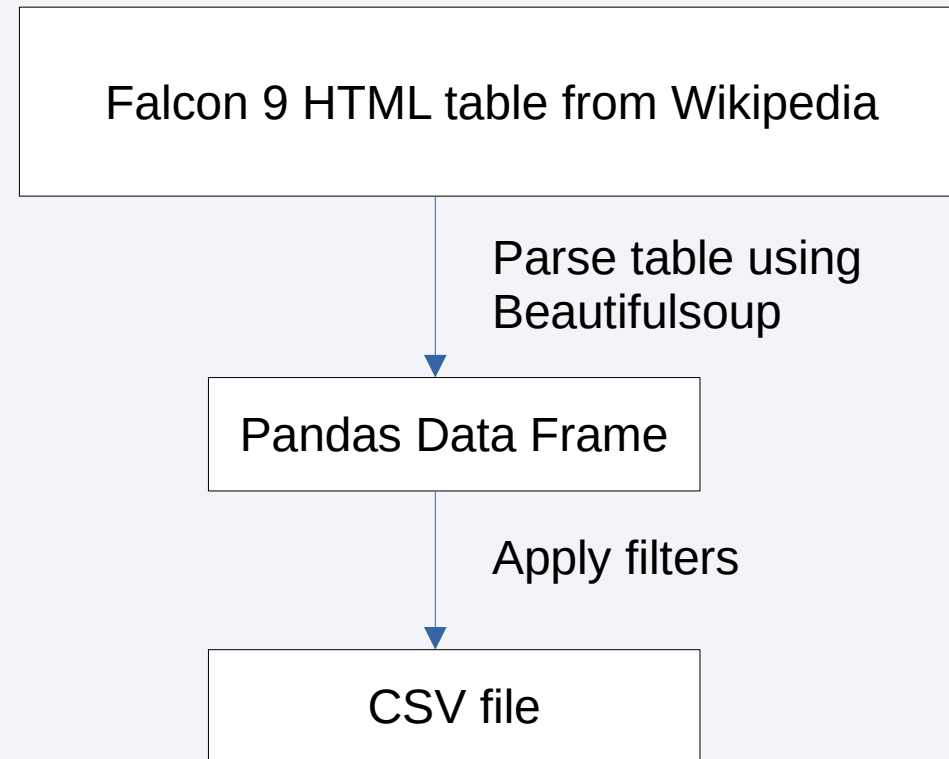 Falcon 9 HTML table from Wikipedia
Parse table using
Beautifulsoup
Pandas Data Frame
Apply filters
CSV file